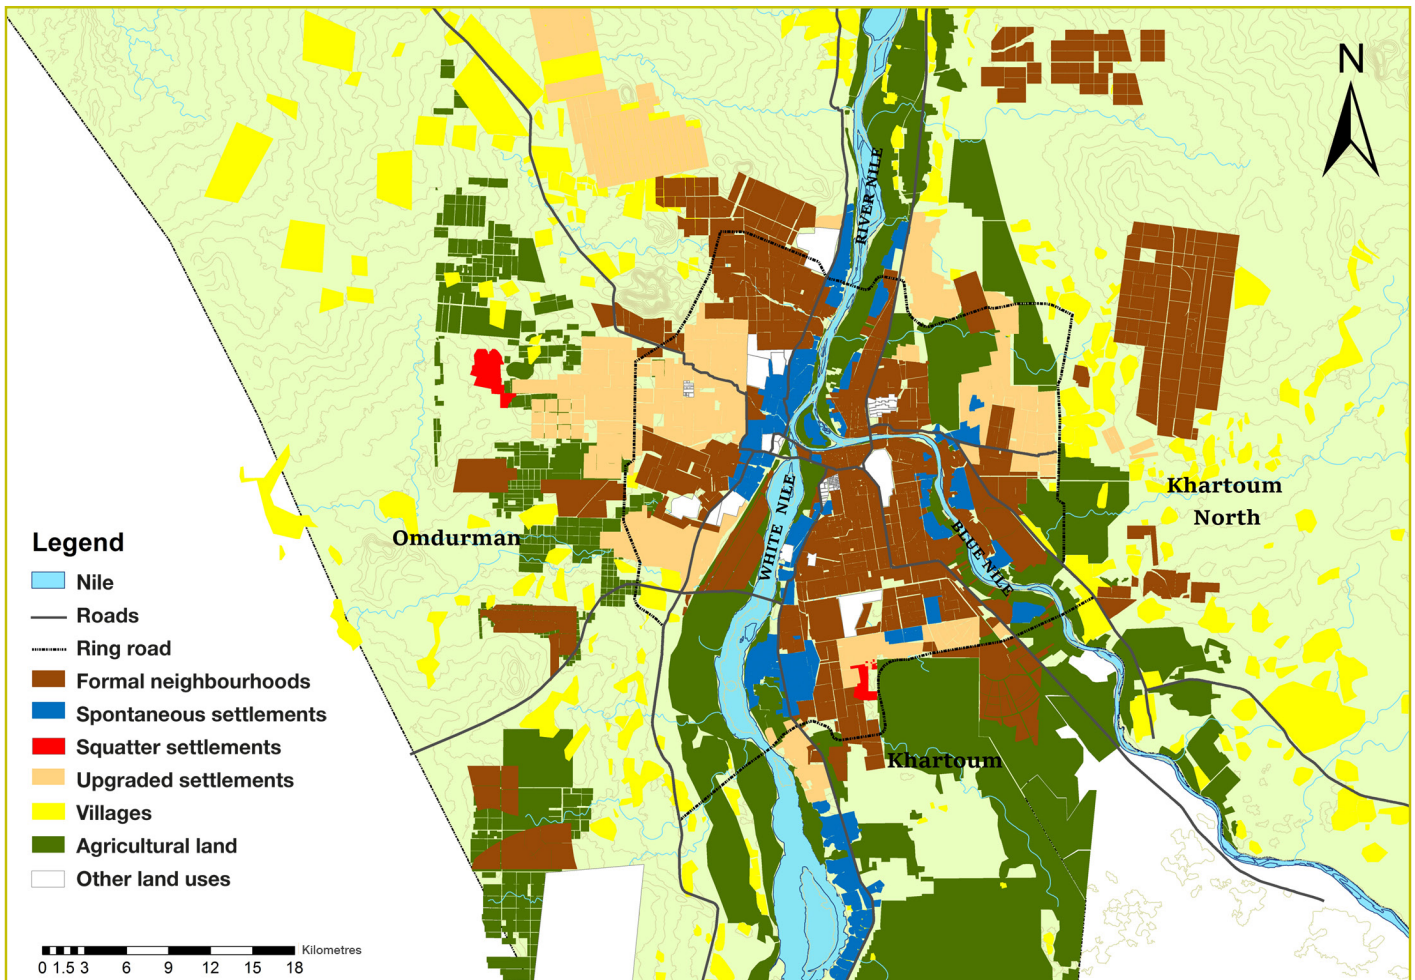 N
RIVER NILE
Khartoum
North
Omdurman
WHITE NILE
BLUE NILE
Khartoum
Legend
Nile
Roads
Ring road
Formal neighbourhoods
Spontaneous settlements
Squatter settlements
Upgraded settlements
Villages
Agricultural land
Other land uses
Kilometres
0 1.5 3 6 9 12 15 18